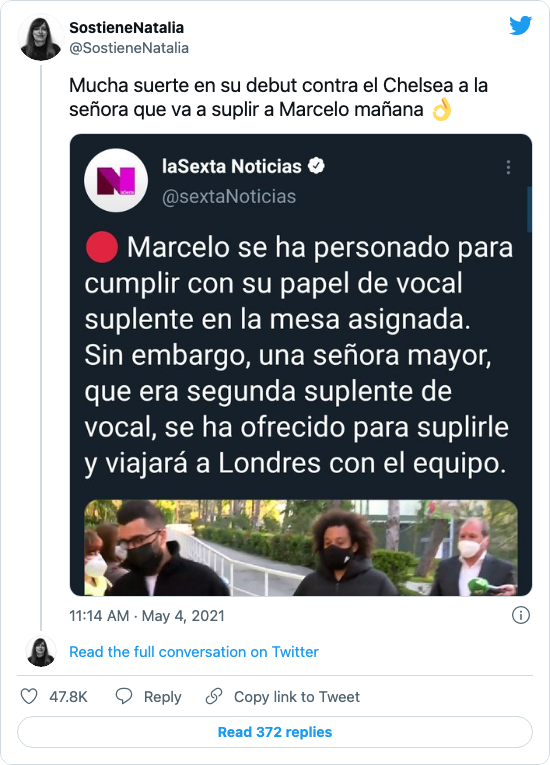 SostieneNatalia
@SostieneNatalia
Mucha suerte en su debut contra el Chelsea a la
señora que va a suplir a Marcelo mañana 👌
laSexta Noticias
@sextaNoticias
🔴 Marcelo se ha personado para
cumplir con su papel de vocal
suplente en la mesa asignada.
Sin embargo, una señora mayor,
que era segunda suplente de
vocal, se ha ofrecido para suplirle
y viajará a Londres con el equipo.
11:14 AM · May 4, 2021
Read the full conversation on Twitter
47.8K
Reply
Copy link to Tweet
Read 372 replies